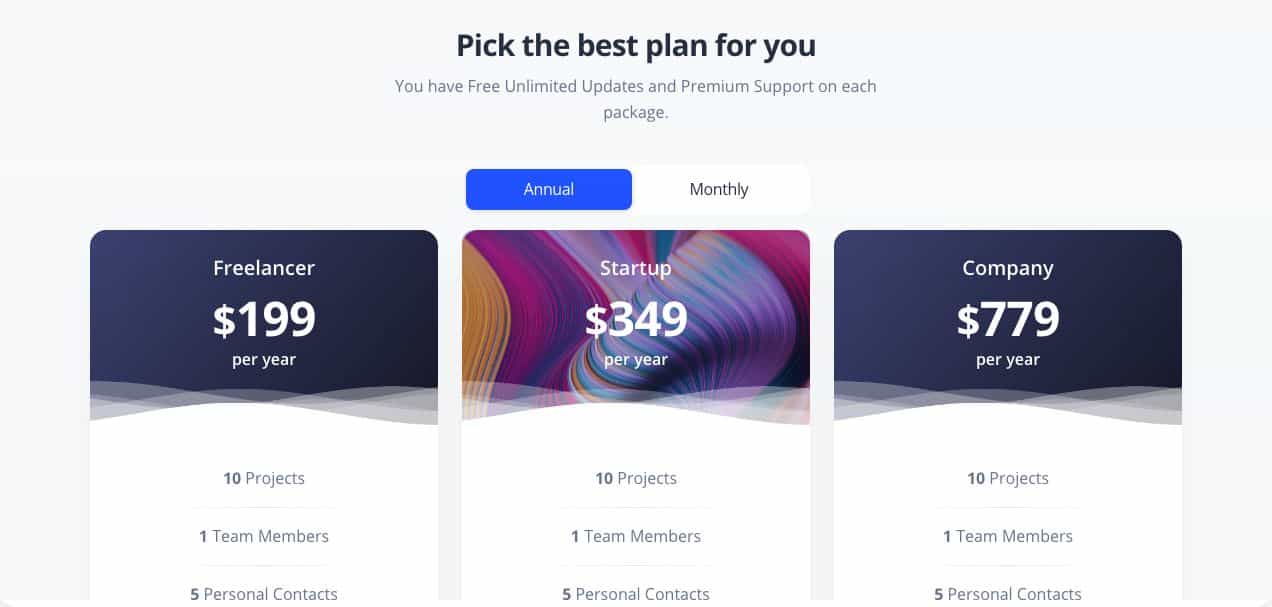 Pick the best plan for you
You have Free Unlimited Updates and Premium Support on each
package.
Annual
Monthly
Freelancer
$199
per year
10 Projects
1 Team Members
5 Personal Contacts
Startup
$349
per year
10 Projects
1 Team Members
5 Personal Contacts
Company
$779
per year
10 Projects
1 Team Members
5 Personal Contacts